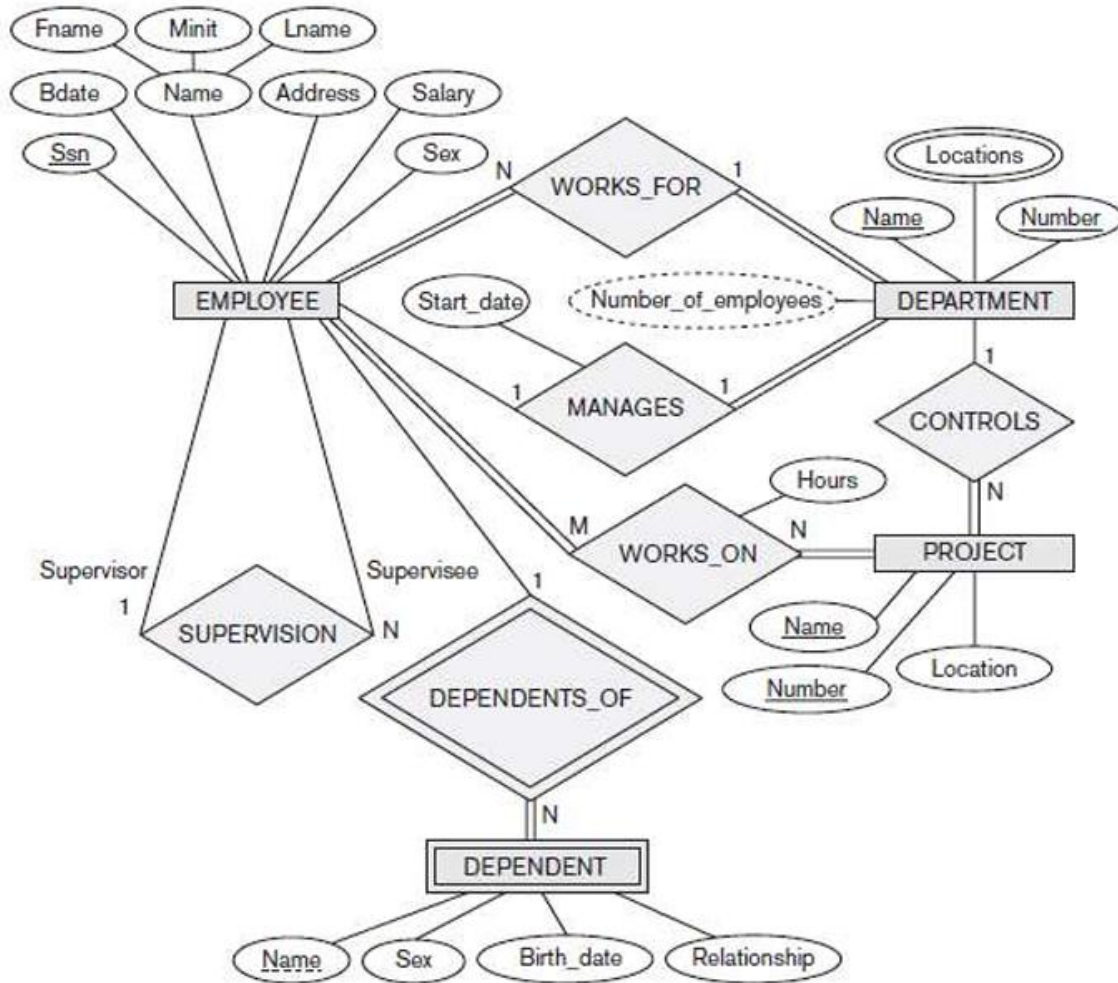 Fname Minit Lname
Bdate Name Address Salary
Ssn Sex
N WORKS_FOR 1
Locations
Name Number
EMPLOYEE Start_date Number_of_employees DEPARTMENT
1 MANAGES 1
1
CONTROLS
N
Hours
M WORKS_ON N
PROJECT
Supervisor Supervisee
1 SUPERVISION N
1
Name
Number Location
DEPENDENTS_OF
N
DEPENDENT
Name Sex Birth_date Relationship